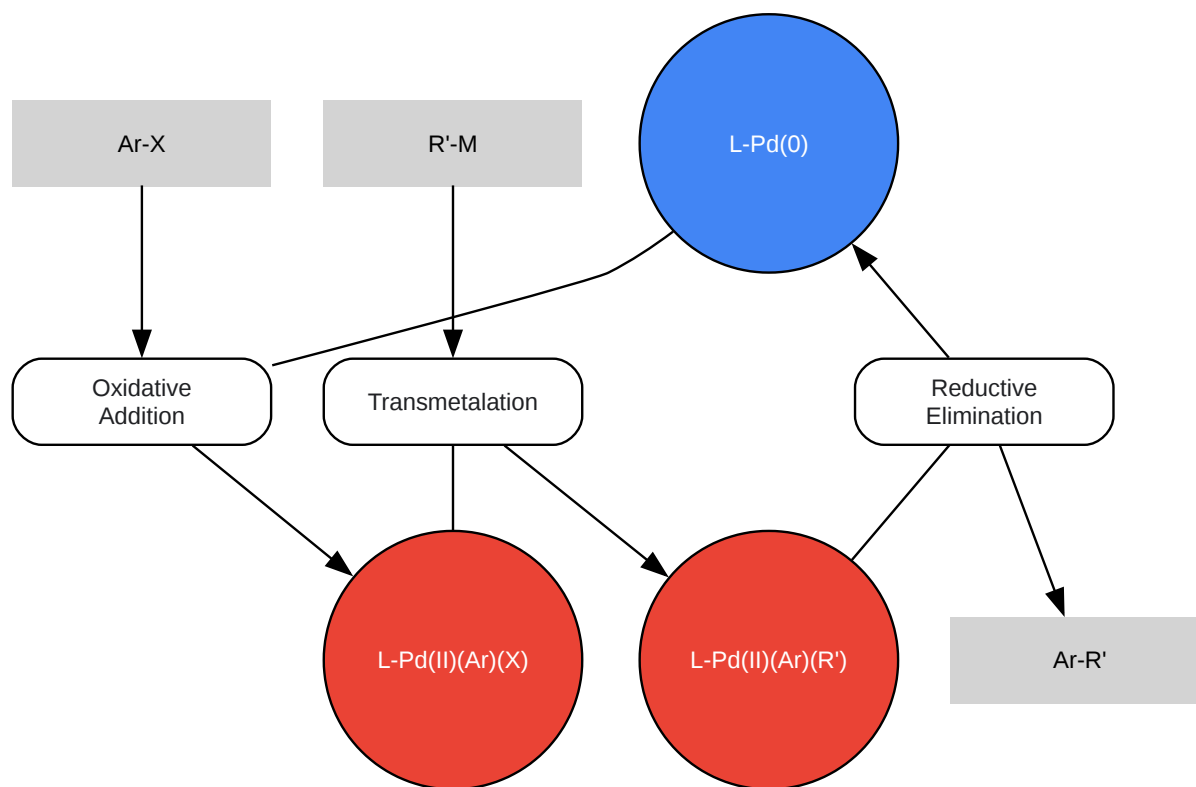 Ar-X
R'-M
L-Pd(0)
Oxidative
Addition
Transmetalation
Reductive
Elimination
L-Pd(II)(Ar)(X)
L-Pd(II)(Ar)(R')
Ar-R'